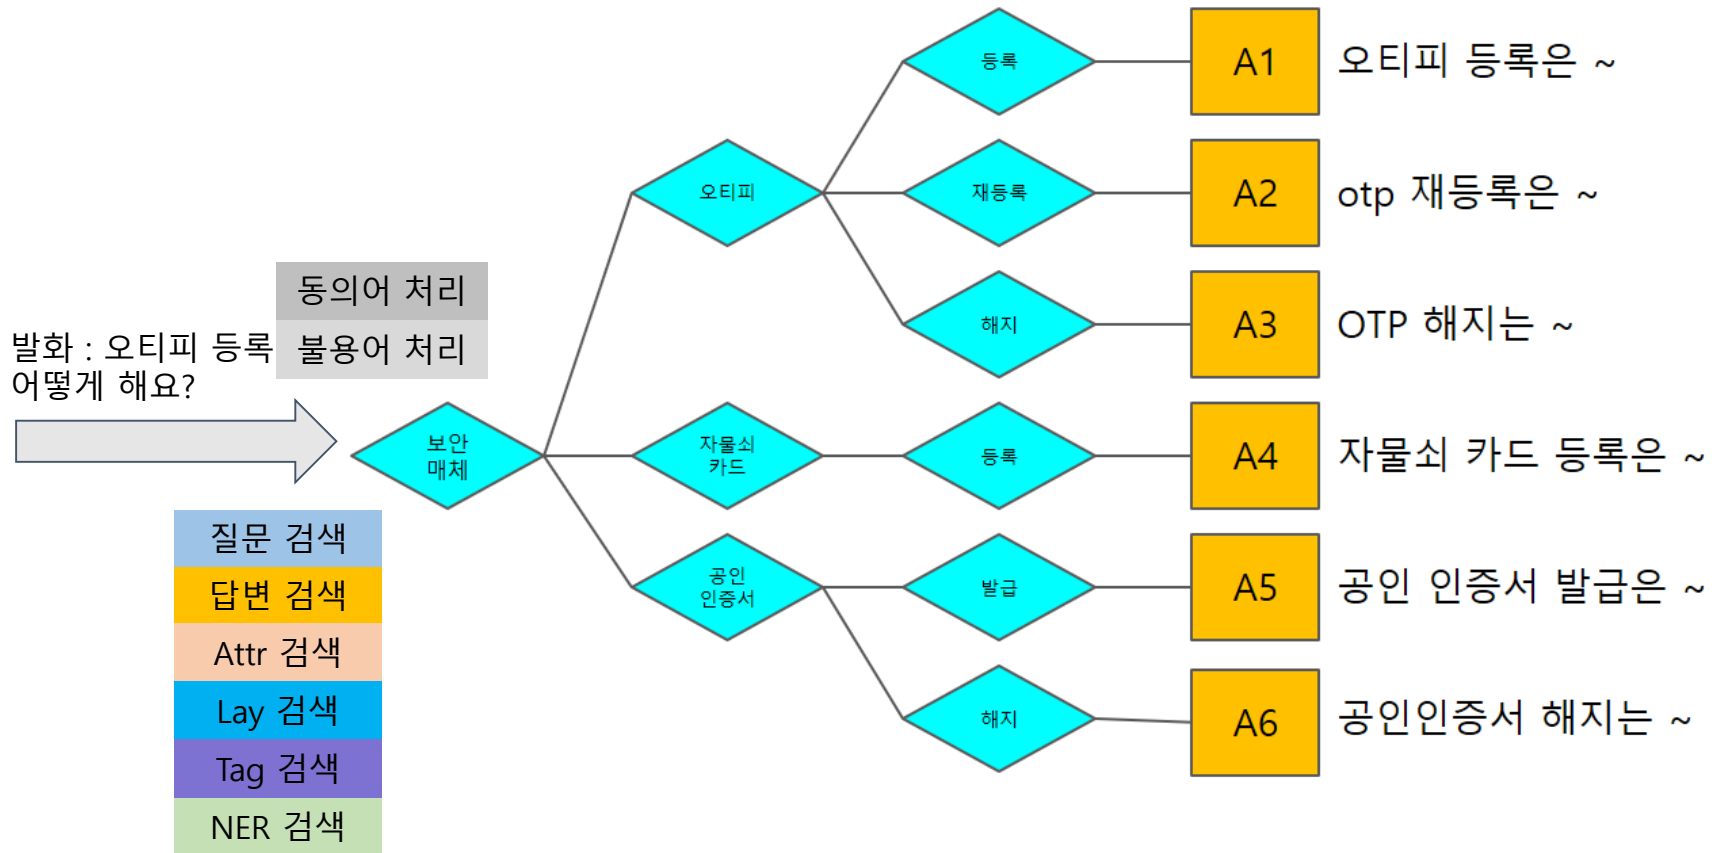 발화 : 오티피 등록
어떻게 해요?
동의어 처리
불용어 처리
보안
매체
질문 검색
답변 검색
Attr 검색
Lay 검색
Tag 검색
NER 검색
오티피
등록
A1
오티피 등록은 ~
재등록
A2
otp 재등록은 ~
해지
A3
OTP 해지는 ~
자물쇠
카드
등록
A4
자물쇠 카드 등록은 ~
공인
인증서
발급
A5
공인 인증서 발급은 ~
해지
A6
공인인증서 해지는 ~